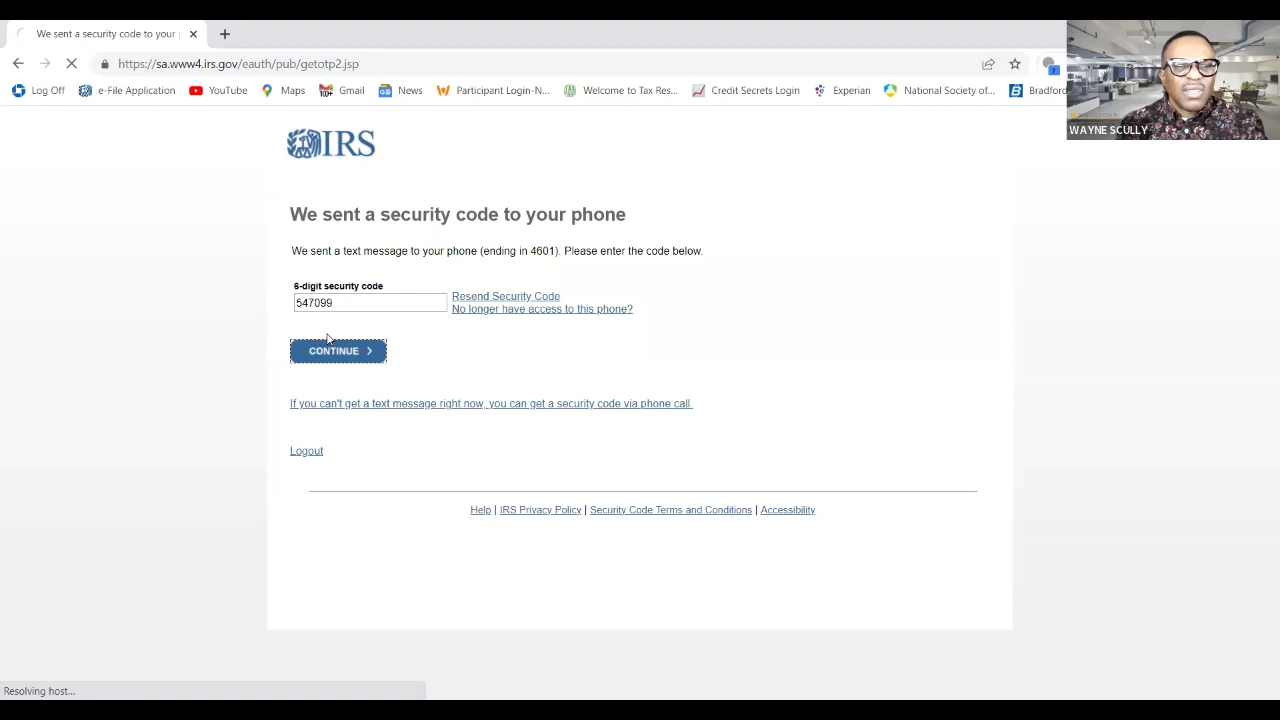 We sent a security code to your
https://sa.www4.irs.gov/eauth/pub/getotp2.jsp
Log Off e-File Application YouTube Maps Gmail News Participant Login-N... Welcome to Tax Res... Credit Secrets Login Experian National Society of... Bradford
WAYNE SCULLY
IRS
We sent a security code to your phone
We sent a text message to your phone (ending in 4601). Please enter the code below.
6-digit security code
547099
Resend Security Code
No longer have access to this phone?
CONTINUE
If you can't get a text message right now, you can get a security code via phone call.
Logout
Help | IRS Privacy Policy | Security Code Terms and Conditions | Accessibility
Resolving host...